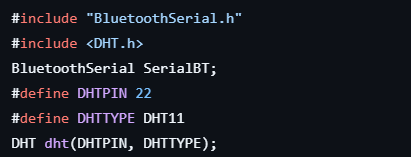 #include "BluetoothSerial.h"
#include <DHT.h>
BluetoothSerial SerialBT;
#define DHTPIN 22
#define DHTTYPE DHT11
DHT dht(DHTPIN, DHTTYPE);